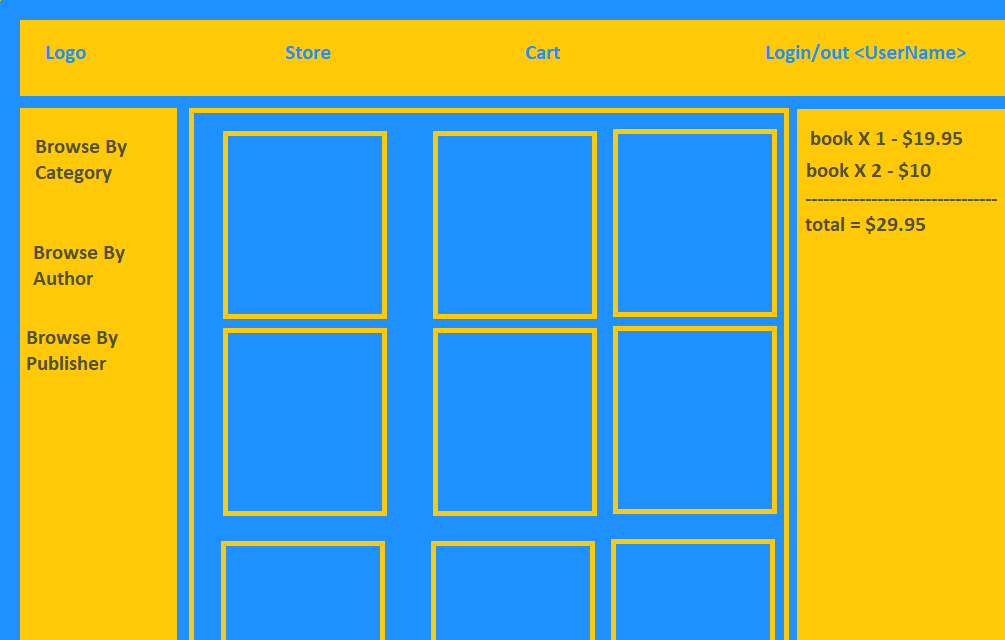 Logo
Store
Cart
Login/out <UserName>
Browse By
Category
Browse By
Author
Browse By
Publisher
book X 1 - $19.95
book X 2 - $10
--------------------------------
total = $29.95